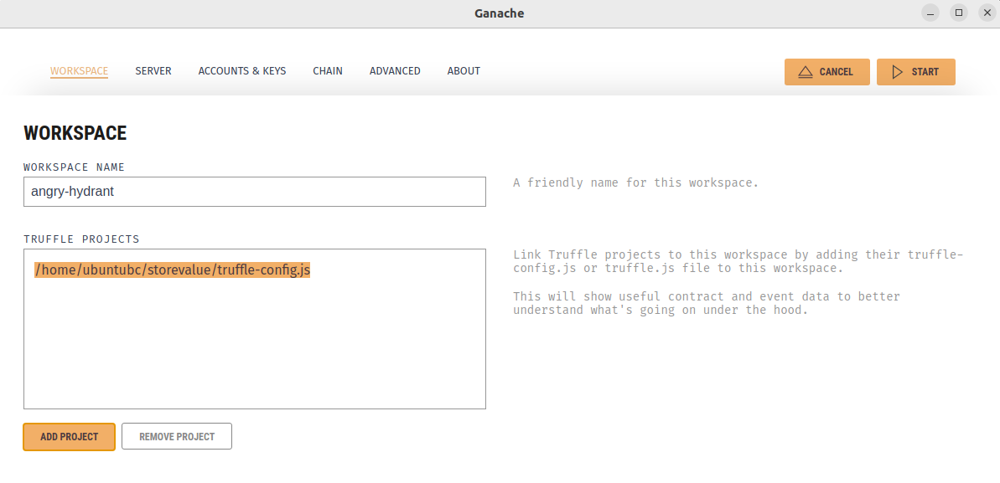 Ganache
WORKSPACE SERVER ACCOUNTS & KEYS CHAIN ADVANCED ABOUT CANCEL START
WORKSPACE
WORKSPACE NAME
angry-hydrant
A friendly name for this workspace.
TRUFFLE PROJECTS
/home/ubuntubc/storevalue/truffle-config.js
Link Truffle projects to this workspace by adding their truffle-
config.js or truffle.js file to this workspace.
This will show useful contract and event data to better
understand what's going on under the hood.
ADD PROJECT REMOVE PROJECT